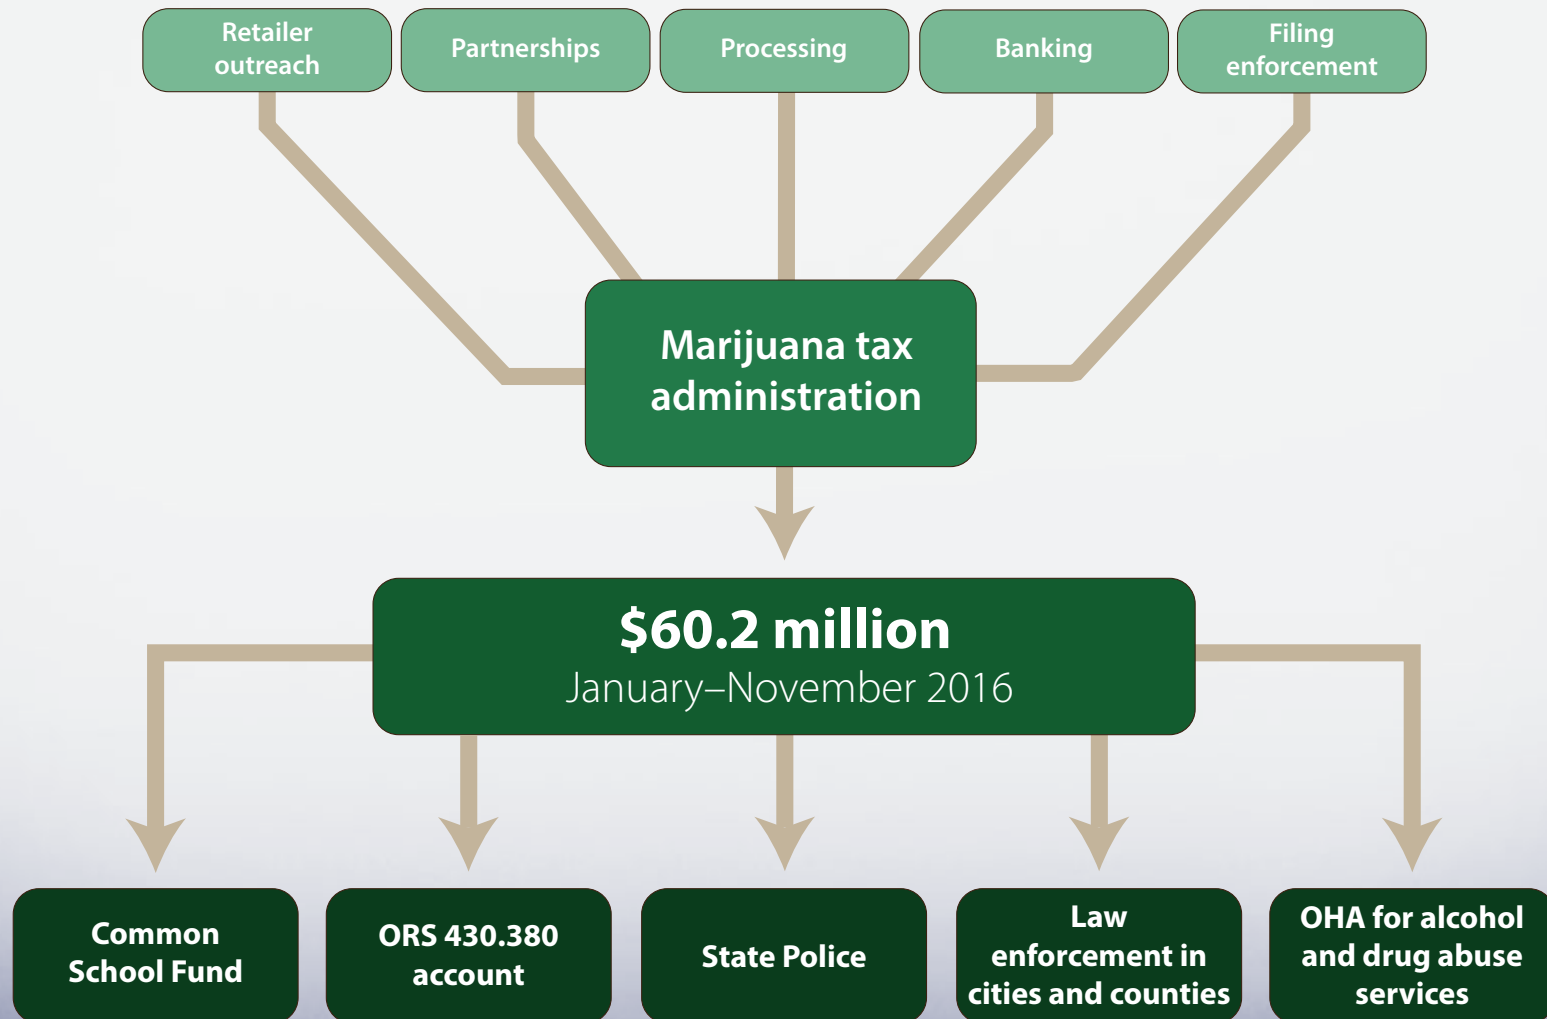 Retailer
outreach
Partnerships
Processing
Banking
Filing
enforcement
Marijuana tax
administration
$60.2 million
January–November 2016
Common
School Fund
ORS 430.380
account
State Police
Law
enforcement in
cities and counties
OHA for alcohol
and drug abuse
services